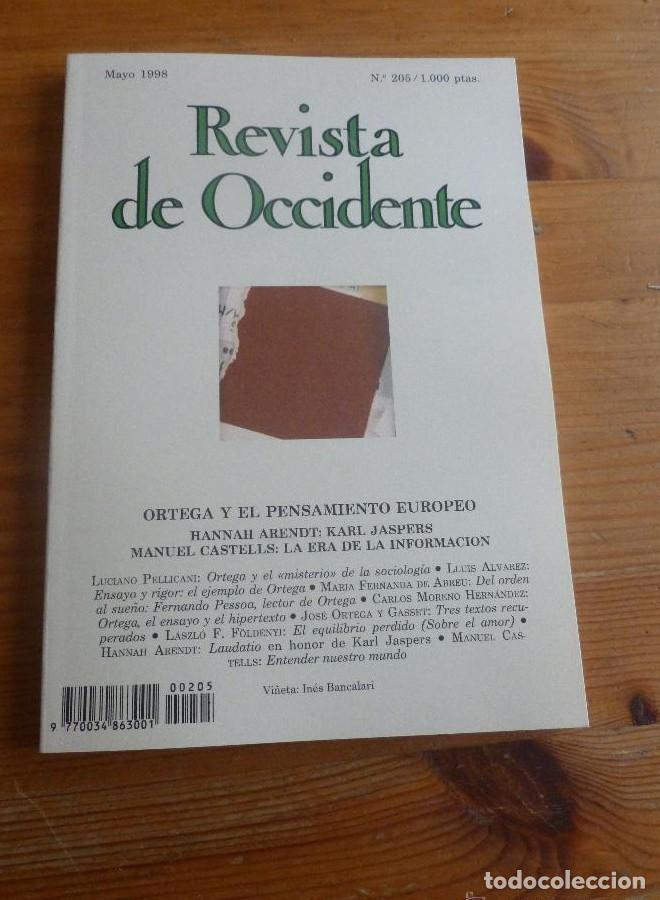 Mayo 1998
N.º 205 / 1.000 ptas.
Revista
de Occidente
ORTEGA Y EL PENSAMIENTO EUROPEO
HANNAH ARENDT: KARL JASPERS
MANUEL CASTELLS: LA ERA DE LA INFORMACION
LUCIANO PELLICANI: Ortega y el «misterio» de la sociología • LLUIS ALVAREZ:
Ensayo y rigor: el ejemplo de Ortega • MARIA FERNANDA DE ABREU: Del orden
al sueño: Fernando Pessoa, lector de Ortega • CARLOS MORENO HERNÁNDEZ:
Ortega, el ensayo y el hipertexto • JOSÉ ORTEGA Y GASSET: Tres textos recu-
perados • LÁSZLÓ F. FÖLDÉNYI: El equilibrio perdido (Sobre el amor) •
HANNAH ARENDT: Laudatio en honor de Karl Jaspers • MANUEL CAS-
TELLS: Entender nuestro mundo
00205
9 770034 863001
Viñeta: Inés Bancalari
todocoleccion